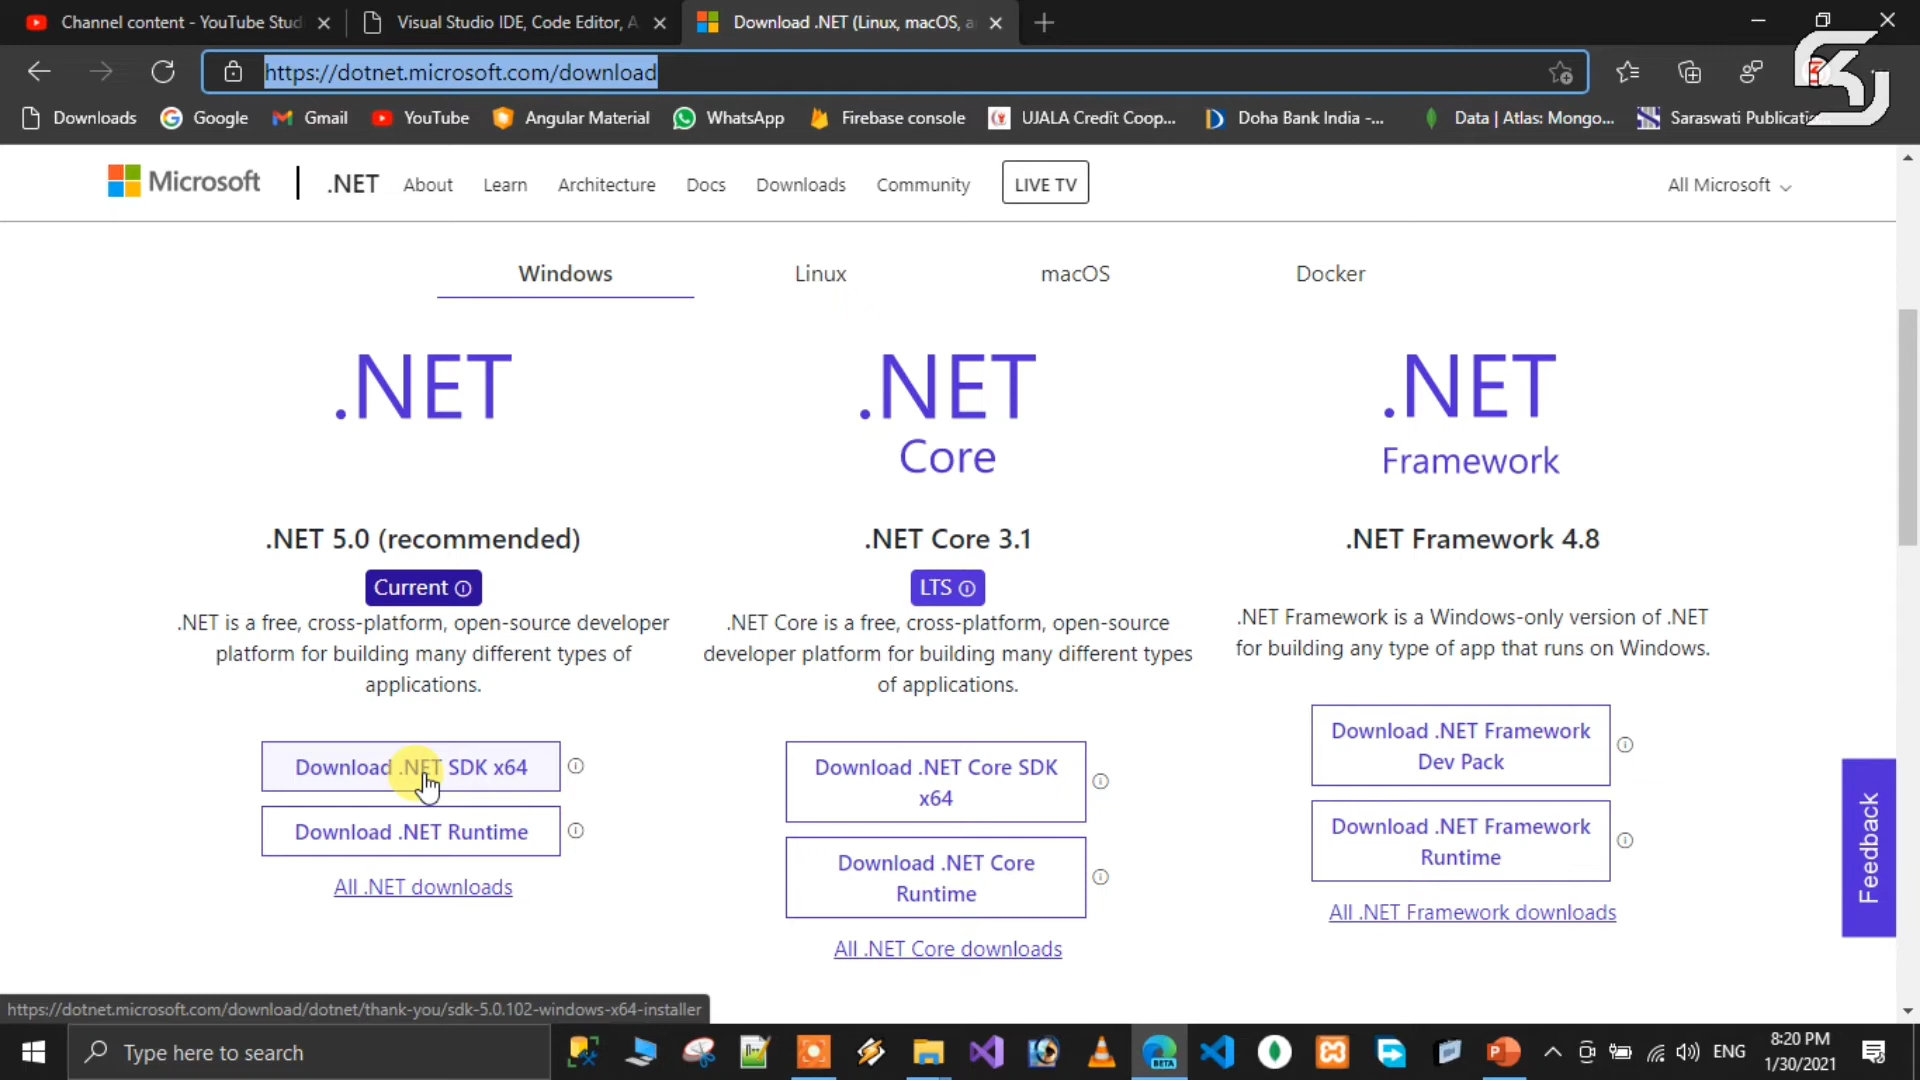 Channel content - YouTube Stud
Visual Studio IDE, Code Editor, A
Download .NET (Linux, macOS, a
https://dotnet.microsoft.com/download
Downloads
Google
Gmail
YouTube
Angular Material
WhatsApp
Firebase console
UJALA Credit Coop...
Doha Bank India -...
Data | Atlas: Mongo...
Saraswati Publicatio...
Microsoft
.NET
About
Learn
Architecture
Docs
Downloads
Community
LIVE TV
All Microsoft
Windows
Linux
macOS
Docker
.NET
.NET
Core
.NET
Framework
.NET 5.0 (recommended)
Current
.NET is a free, cross-platform, open-source developer
platform for building many different types of
applications.
Download .NET SDK x64
Download .NET Runtime
All .NET downloads
.NET Core 3.1
LTS
.NET Core is a free, cross-platform, open-source
developer platform for building many different types
of applications.
Download .NET Core SDK
x64
Download .NET Core
Runtime
All .NET Core downloads
.NET Framework 4.8
.NET Framework is a Windows-only version of .NET
for building any type of app that runs on Windows.
Download .NET Framework
Dev Pack
Download .NET Framework
Runtime
All .NET Framework downloads
Feedback
https://dotnet.microsoft.com/download/dotnet/thank-you/sdk-5.0.102-windows-x64-installer
Type here to search
BETA
ENG
8:20 PM
1/30/2021